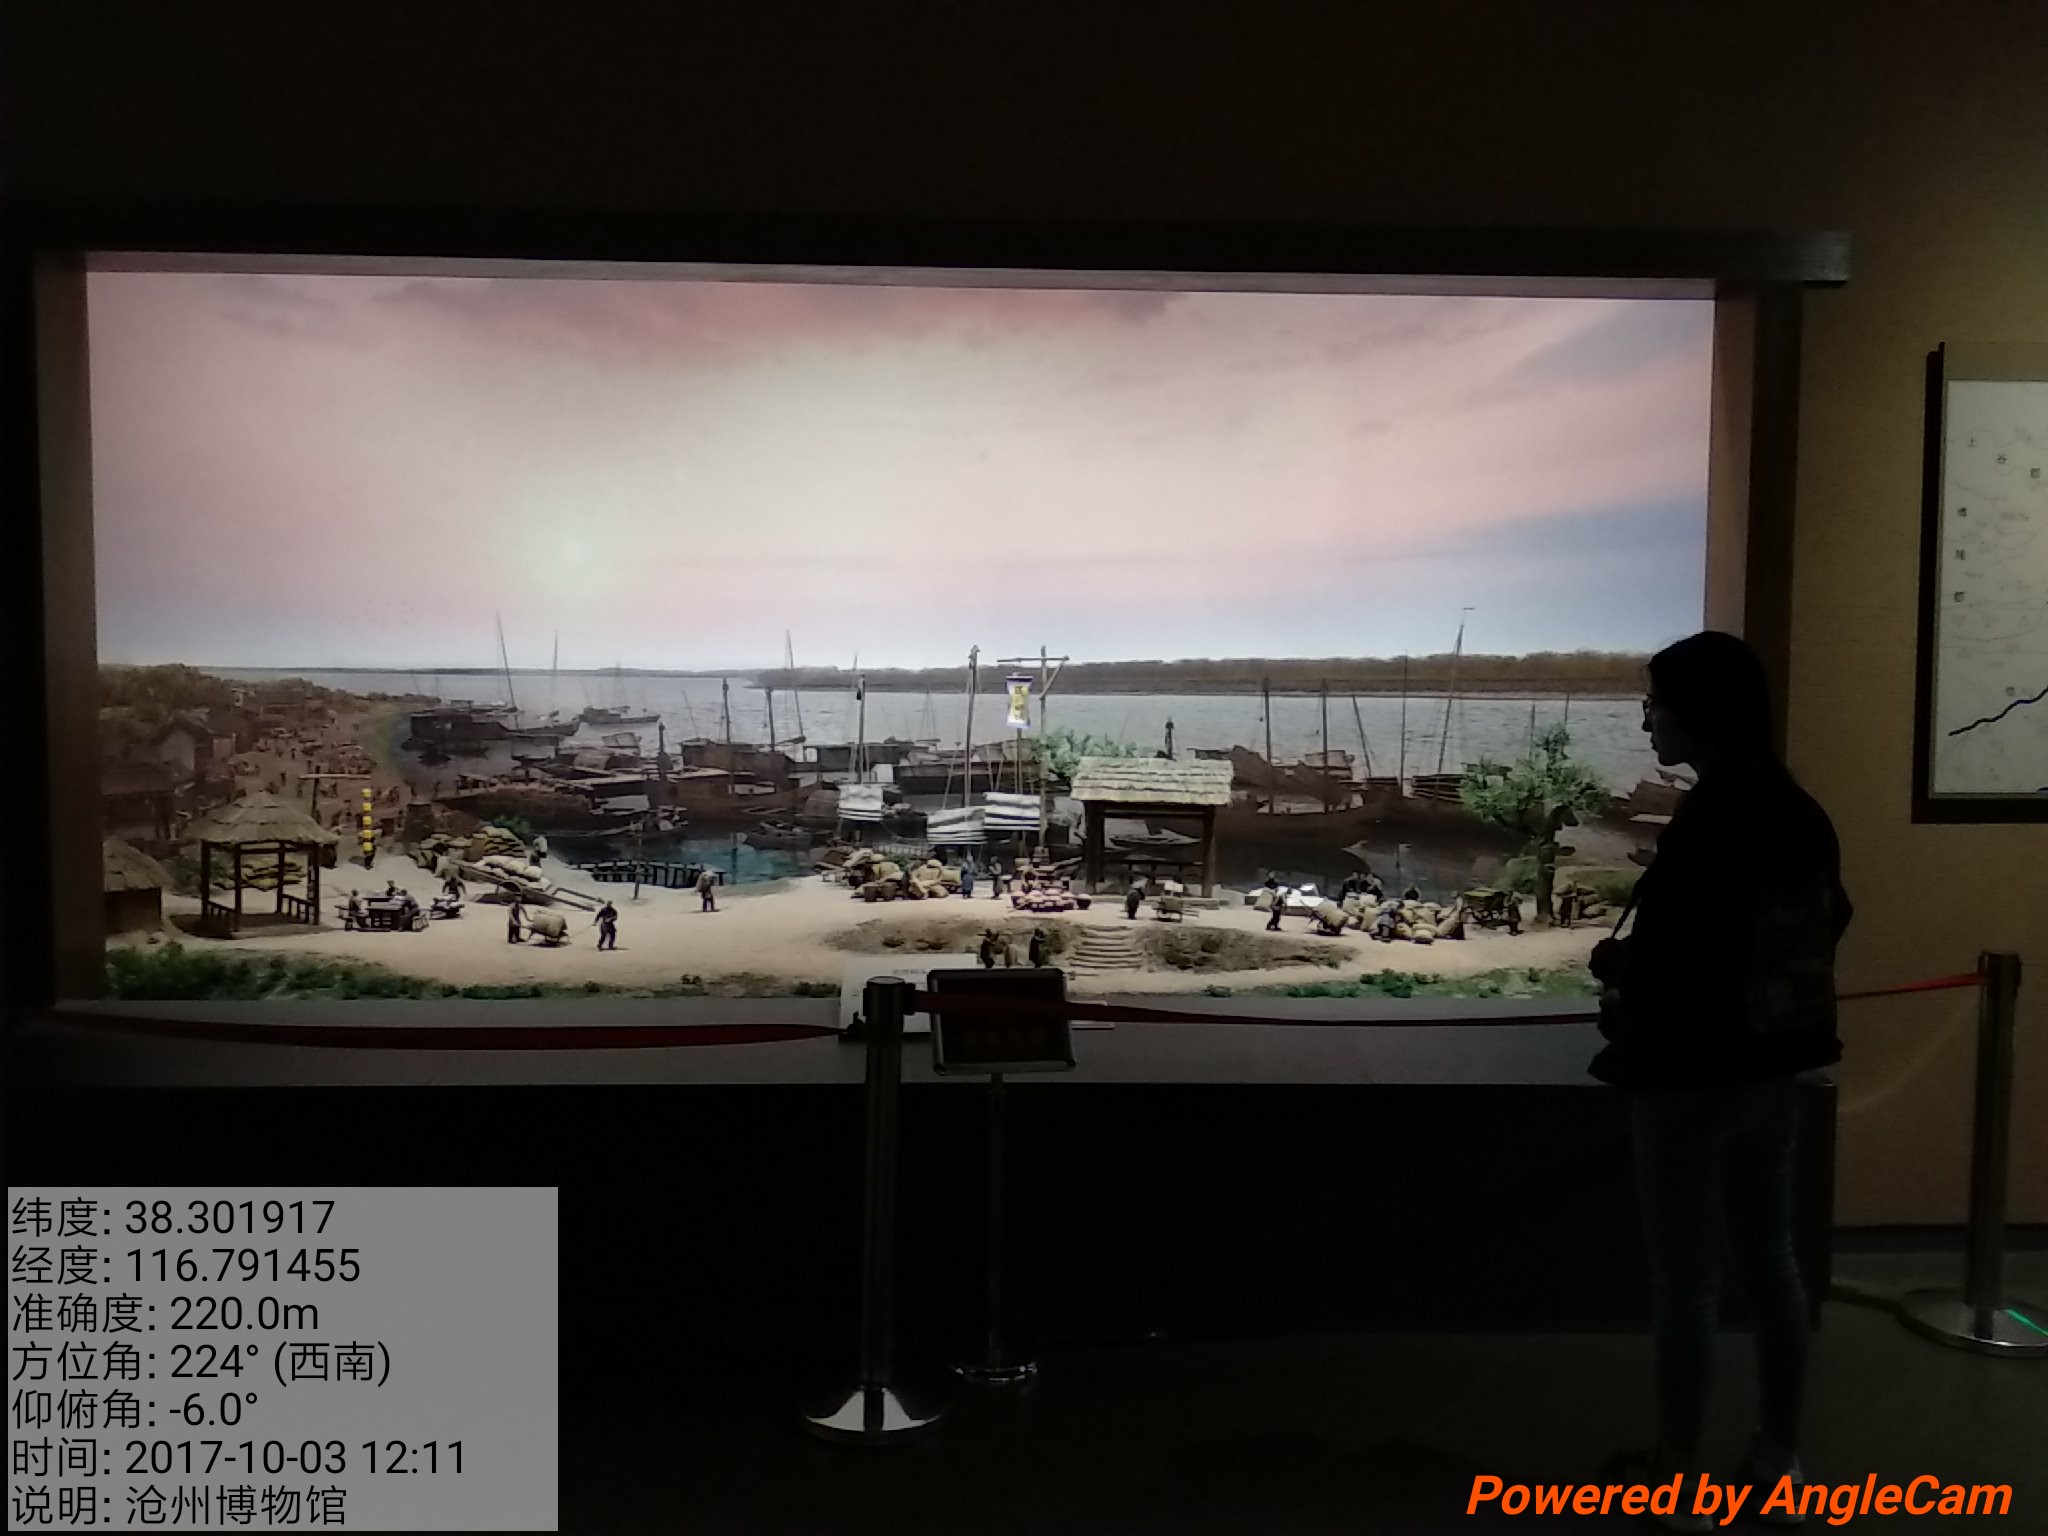 纬度: 38.301917
经度: 116.791455
准确度: 220.0m
方位角: 224° (西南)
仰俯角: -6.0°
时间: 2017-10-03 12:11
说明: 沧州博物馆
Powered by AngleCam